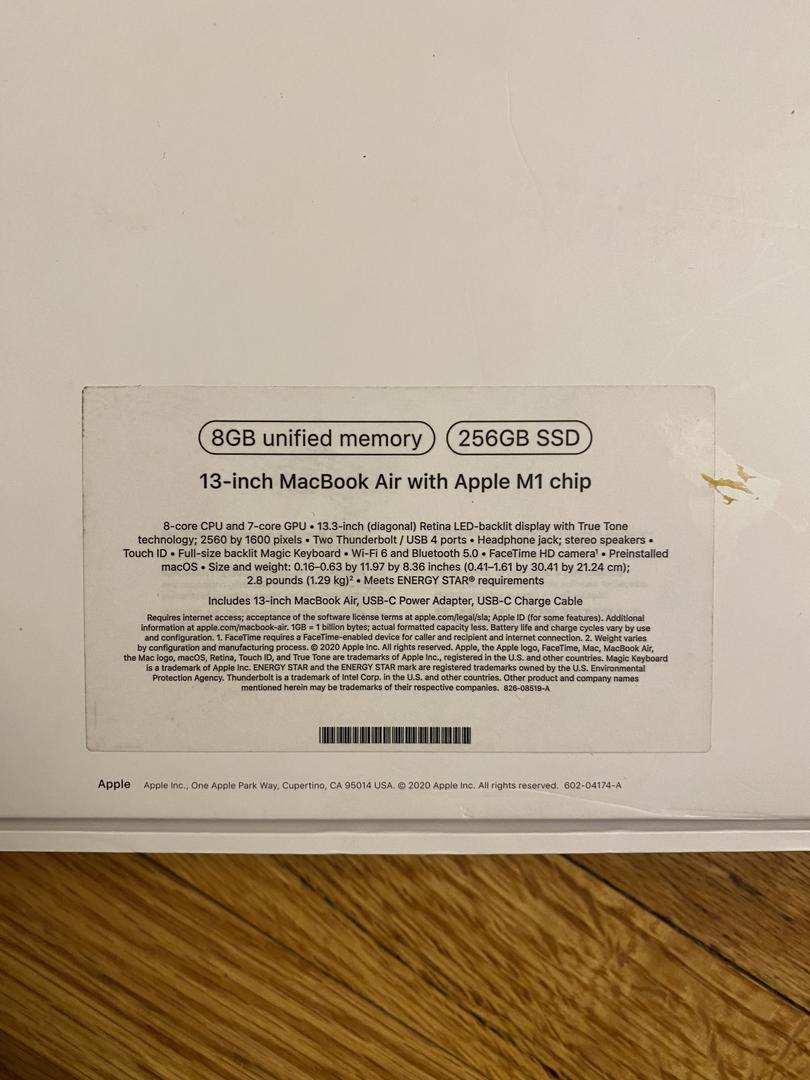 8GB unified memory 256GB SSD
13-inch MacBook Air with Apple M1 chip
8-core CPU and 7-core GPU • 13.3-inch (diagonal) Retina LED-backlit display with True Tone
technology; 2560 by 1600 pixels • Two Thunderbolt / USB 4 ports • Headphone jack; stereo speakers •
Touch ID • Full-size backlit Magic Keyboard • Wi-Fi 6 and Bluetooth 5.0 • FaceTime HD camera¹ • Preinstalled
macOS • Size and weight: 0.16–0.63 by 11.97 by 8.36 inches (0.41–1.61 by 30.41 by 21.24 cm);
2.8 pounds (1.29 kg)² • Meets ENERGY STAR® requirements
Includes 13-inch MacBook Air, USB-C Power Adapter, USB-C Charge Cable
Requires internet access; acceptance of the software license terms at apple.com/legal/sla; Apple ID (for some features). Additional
information at apple.com/macbook-air. 1GB = 1 billion bytes; actual formatted capacity less. Battery life and charge cycles vary by use
and configuration. 1. FaceTime requires a FaceTime-enabled device for caller and recipient and internet connection. 2. Weight varies
by configuration and manufacturing process. © 2020 Apple Inc. All rights reserved. Apple, the Apple logo, FaceTime, Mac, MacBook Air,
the Mac logo, macOS, Retina, Touch ID, and True Tone are trademarks of Apple Inc., registered in the U.S. and other countries. Magic Keyboard
is a trademark of Apple Inc. ENERGY STAR and the ENERGY STAR mark are registered trademarks owned by the U.S. Environmental
Protection Agency. Thunderbolt is a trademark of Intel Corp. in the U.S. and other countries. Other product and company names
mentioned herein may be trademarks of their respective companies. 826-08519-A
Apple Apple Inc., One Apple Park Way, Cupertino, CA 95014 USA. © 2020 Apple Inc. All rights reserved. 602-04174-A